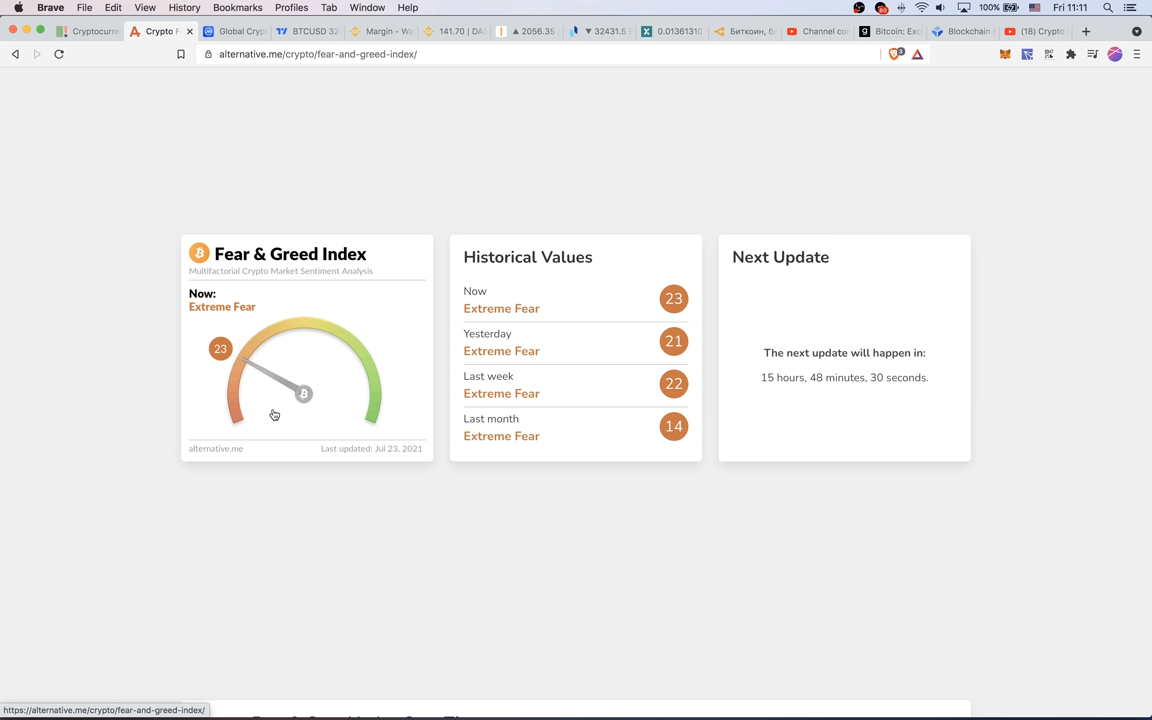 Brave File Edit View History Bookmarks Profiles Tab Window Help 100% Fri 11:11
Cryptocurr Crypto F Global Cryp BTCUSD 32 Margin - Wa 141.70 | DAS ▲ 2056.35 ▼ 32431.5 0.01361310 Биткоин, б Channel con Bitcoin: Exc Blockchain (18) Crypto
alternative.me/crypto/fear-and-greed-index/
Fear & Greed Index
Multifactorial Crypto Market Sentiment Analysis
Now:
Extreme Fear
23
alternative.me Last updated: Jul 23, 2021
Historical Values
Now
Extreme Fear
23
Yesterday
Extreme Fear
21
Last week
Extreme Fear
22
Last month
Extreme Fear
14
Next Update
The next update will happen in:
15 hours, 48 minutes, 30 seconds.
https://alternative.me/crypto/fear-and-greed-index/